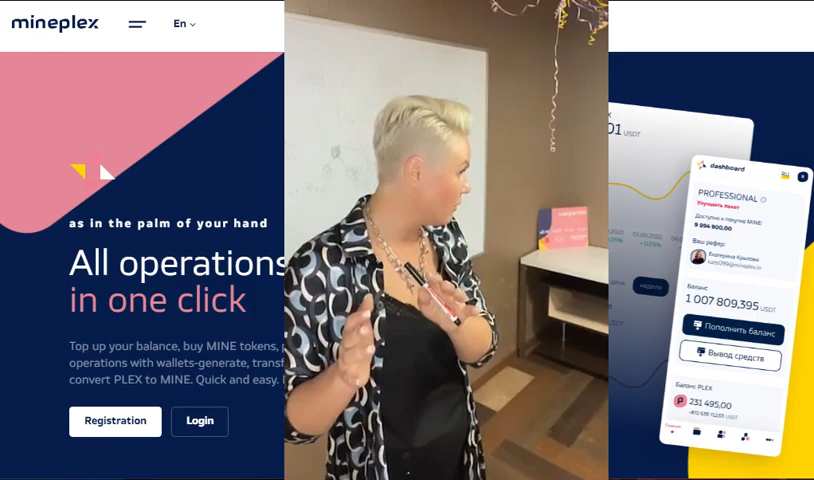 mineplex
En
as in the palm of your hand
All operations
in one click
Top up your balance, buy MINE tokens,
operations with wallets-generate, transf
convert PLEX to MINE. Quick and easy.
Registration
Login
01 USDT
dashboard
PROFESSIONAL
Улучшить пакет
Доступно к покупке MINE:
9 994 900,00
Ваш рефер:
Екатерина Крылова
Баланс
1 007 809,395 USDT
Пополнить баланс
Вывод средств
Баланс PLEX
P 231 495,00
недели